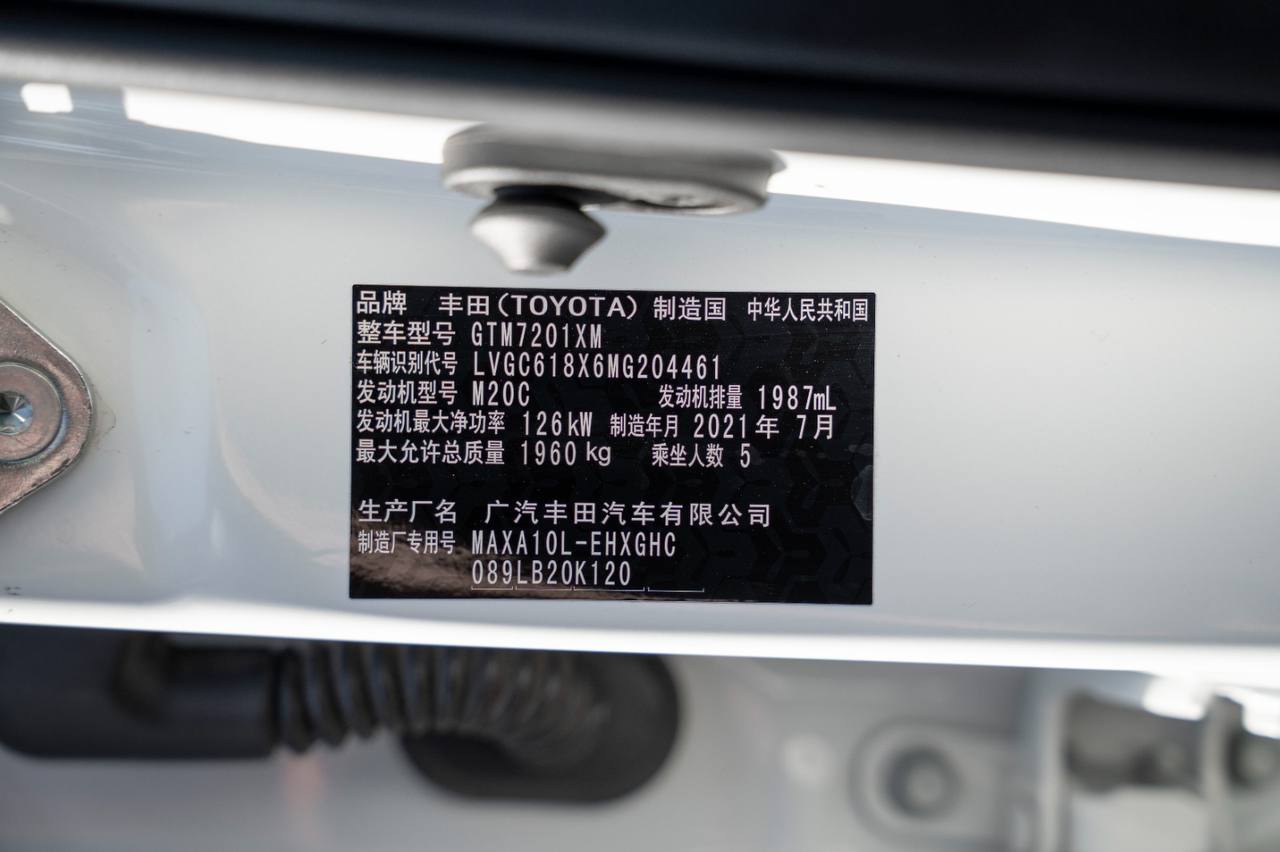 品牌 丰田(TOYOTA) 制造国 中华人民共和国
整车型号 GTM7201XM
车辆识别代号 LVGC618X6MG204461
发动机型号 M20C 发动机排量 1987mL
发动机最大净功率 126kW 制造年月 2021年 7月
最大允许总质量 1960 kg 乘坐人数 5
生产厂名 广汽丰田汽车有限公司
制造厂专用号 MAXA10L-EHXGHC
089LB20K120